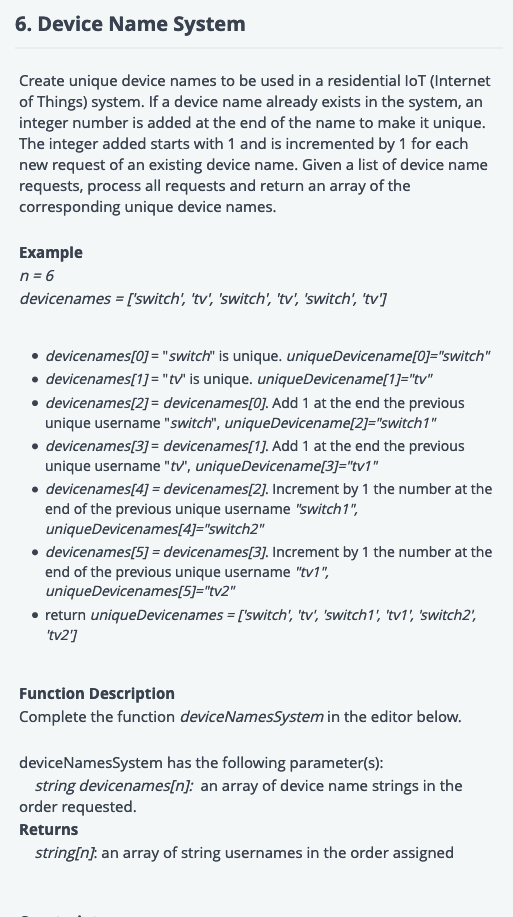 6. Device Name System
Create unique device names to be used in a residential IoT (Internet
of Things) system. If a device name already exists in the system, an
integer number is added at the end of the name to make it unique.
The integer added starts with 1 and is incremented by 1 for each
new request of an existing device name. Given a list of device name
requests, process all requests and return an array of the
corresponding unique device names.
Example
n = 6
devicenames = ['switch', 'tv', 'switch', 'tv', 'switch', 'tv']
• devicenames[0] = "switch" is unique. uniqueDevicename[0]="switch"
• devicenames[1] = "tv" is unique. uniqueDevicename[1]="tv"
• devicenames[2] = devicenames[0]. Add 1 at the end the previous
unique username "switch", uniqueDevicename[2]="switch1"
• devicenames[3] = devicenames[1]. Add 1 at the end the previous
unique username "tv", uniqueDevicename[3]="tv1"
• devicenames[4] = devicenames[2]. Increment by 1 the number at the
end of the previous unique username "switch1",
uniqueDevicenames[4]="switch2"
• devicenames[5] = devicenames[3]. Increment by 1 the number at the
end of the previous unique username "tv1",
uniqueDevicenames[5]="tv2"
• return uniqueDevicenames = ['switch', 'tv', 'switch1', 'tv1', 'switch2',
'tv2']
Function Description
Complete the function deviceNamesSystem in the editor below.
deviceNamesSystem has the following parameter(s):
string devicenames[n]: an array of device name strings in the
order requested.
Returns
string[n]: an array of string usernames in the order assigned